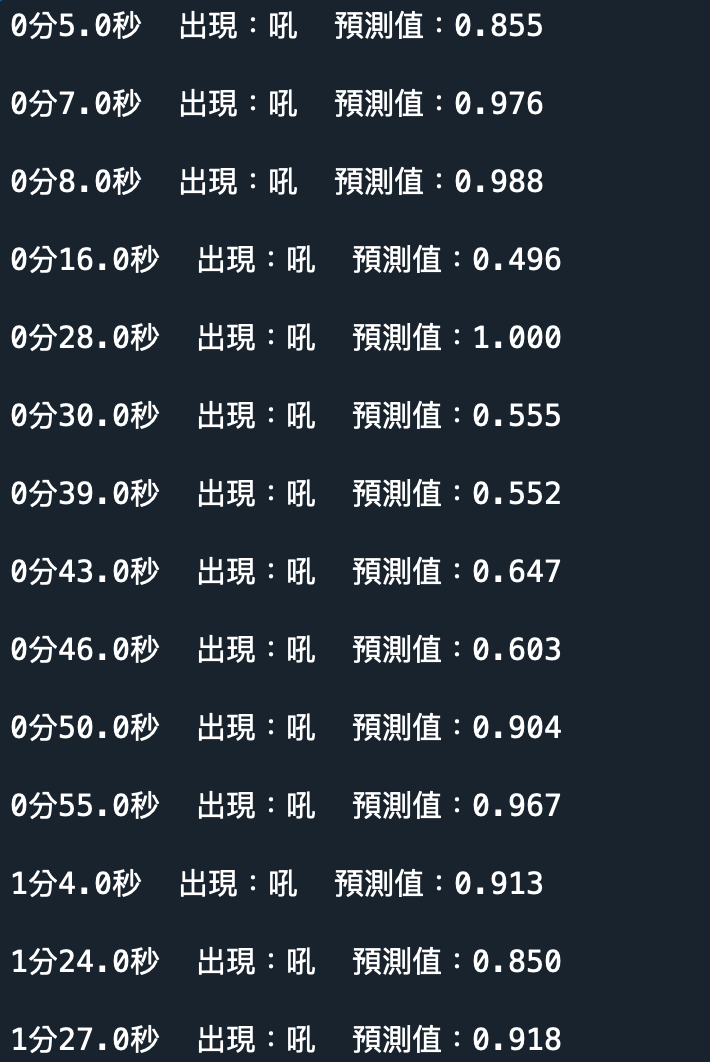 0分5.0秒  出現：吼  預測值：0.855
0分7.0秒  出現：吼  預測值：0.976
0分8.0秒  出現：吼  預測值：0.988
0分16.0秒  出現：吼  預測值：0.496
0分28.0秒  出現：吼  預測值：1.000
0分30.0秒  出現：吼  預測值：0.555
0分39.0秒  出現：吼  預測值：0.552
0分43.0秒  出現：吼  預測值：0.647
0分46.0秒  出現：吼  預測值：0.603
0分50.0秒  出現：吼  預測值：0.904
0分55.0秒  出現：吼  預測值：0.967
1分4.0秒  出現：吼  預測值：0.913
1分24.0秒  出現：吼  預測值：0.850
1分27.0秒  出現：吼  預測值：0.918